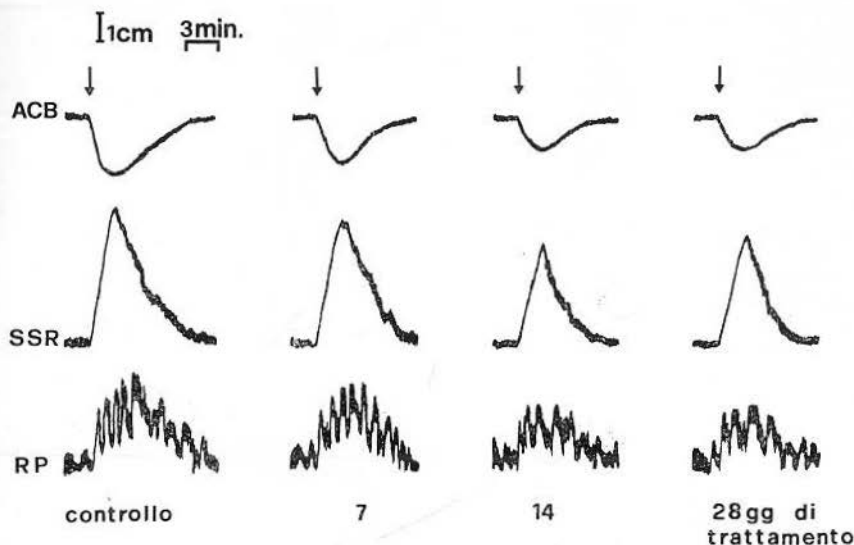 1cm 3min.
ACB
SSR
RP
controllo 7 14 28gg di
trattamento